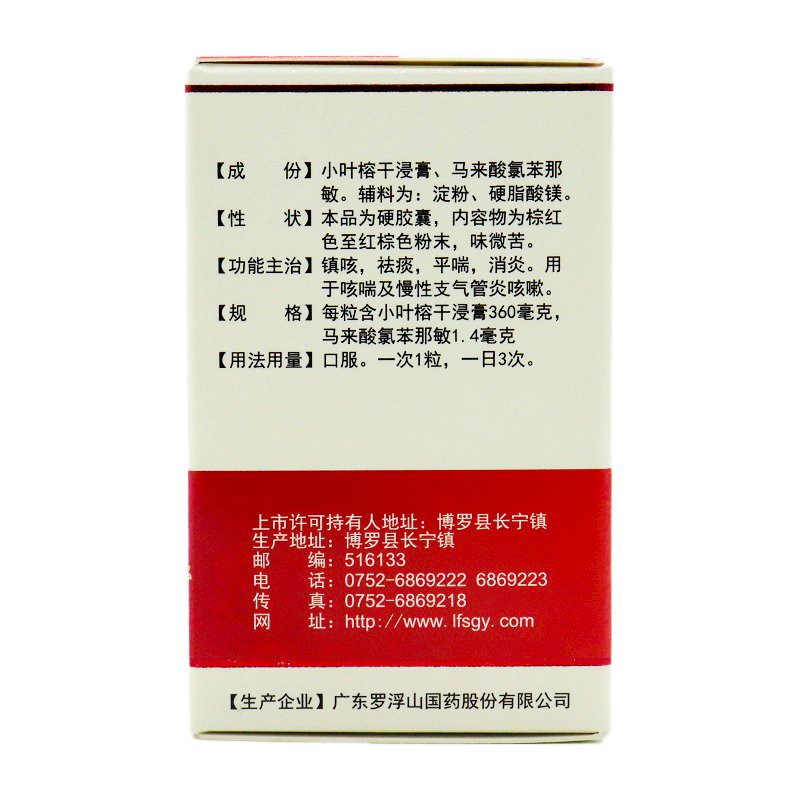 【成　　份】小叶榕干浸膏、马来酸氯苯那
敏。辅料为：淀粉、硬脂酸镁。
【性　　状】本品为硬胶囊，内容物为棕红
色至红棕色粉末，味微苦。
【功能主治】镇咳，祛痰，平喘，消炎。用
于咳喘及慢性支气管炎咳嗽。
【规　　格】每粒含小叶榕干浸膏360毫克，
马来酸氯苯那敏1.4毫克
【用法用量】口服。一次1粒，一日3次。
上市许可持有人地址：博罗县长宁镇
生产地址：博罗县长宁镇
邮　　编：516133
电　　话：0752-6869222 6869223
传　　真：0752-6869218
网　　址：http://www.lfsgy.com
【生产企业】广东罗浮山国药股份有限公司